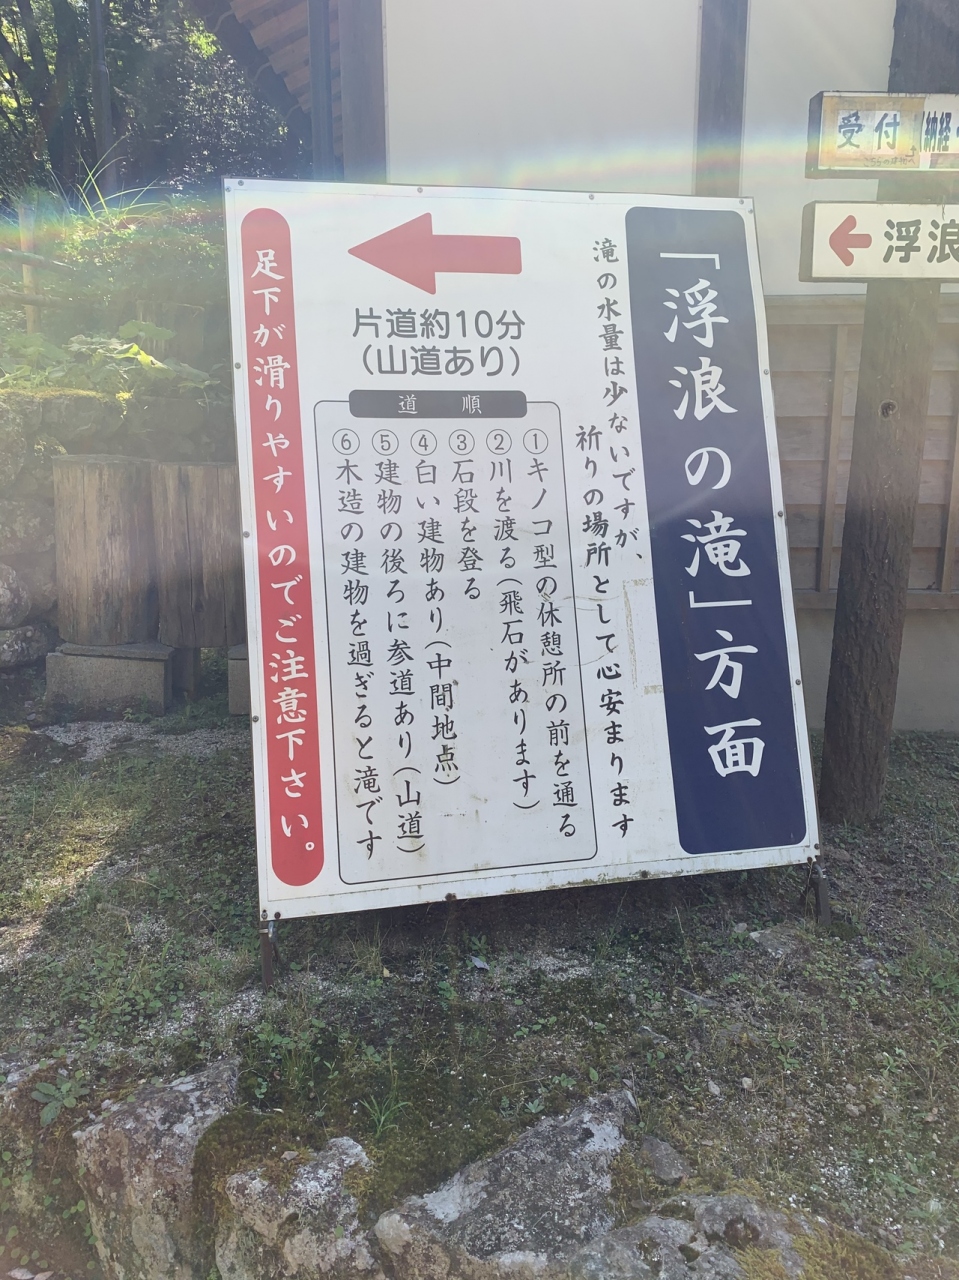 「浮浪の滝」方面
滝の水量は少ないですが、
祈りの場所として心安まります
片道約10分
(山道あり)
道順
①キノコ型の休憩所の前を通る
②川を渡る(飛石があります)
③石段を登る
④白い建物あり(中間地点)
⑤建物の後ろに参道あり(山道)
⑥木造の建物を過ぎると滝です
足下が滑りやすいのでご注意下さい。
受付
納経・
浮浪